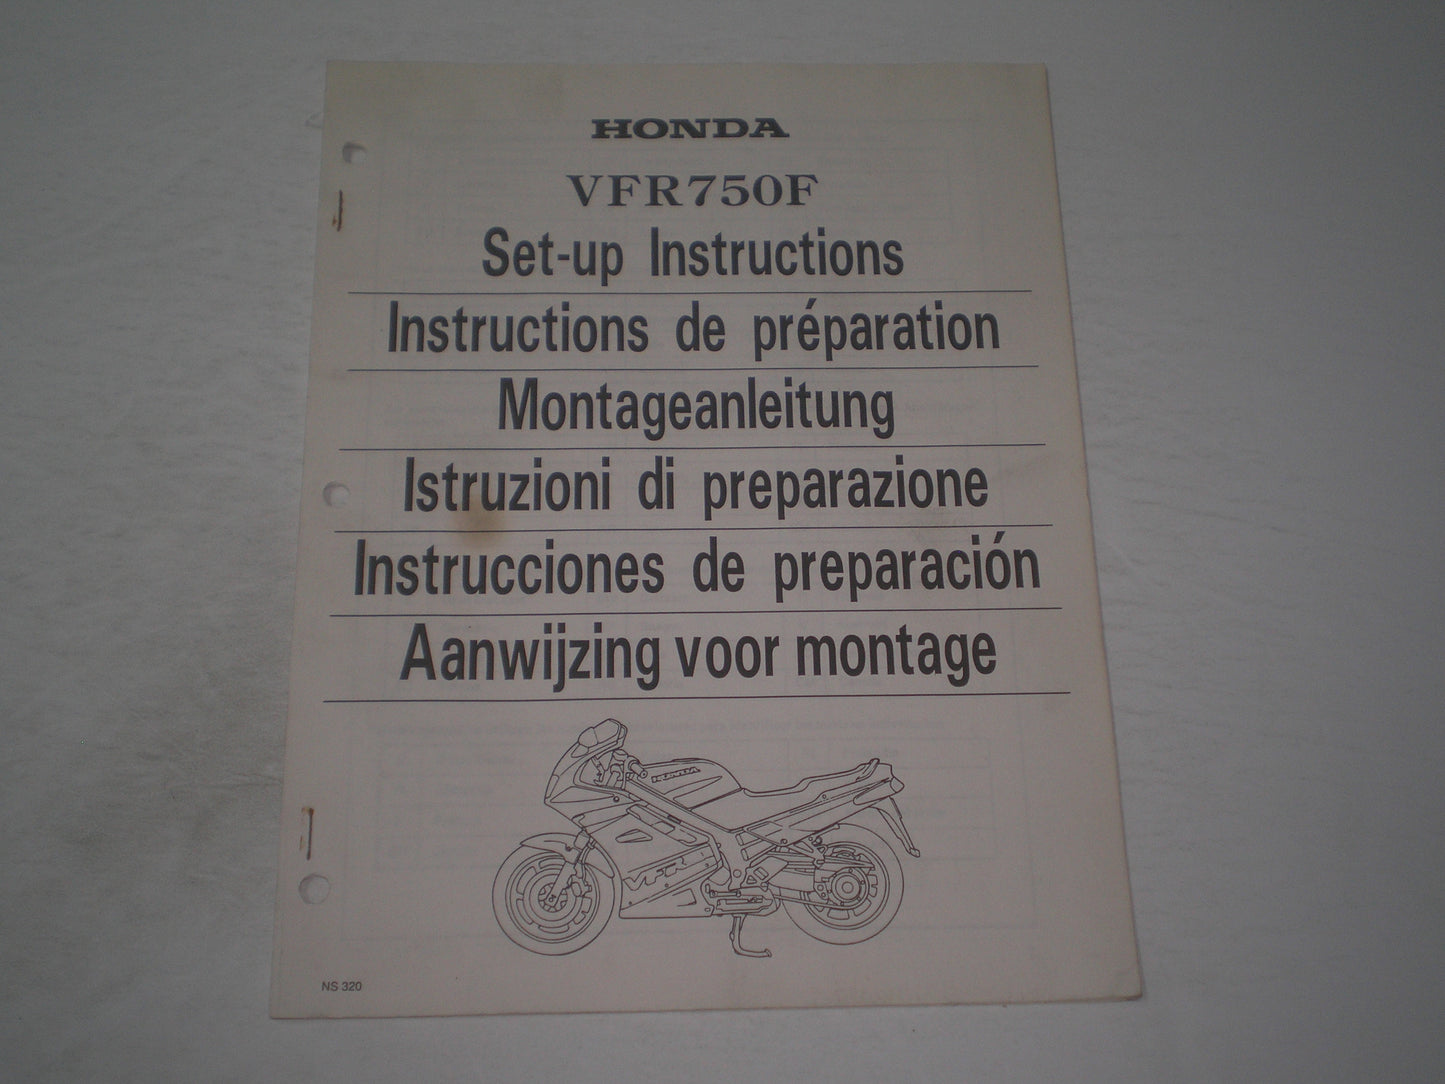 HONDA
VFR750F
Set-up Instructions
Instructions de préparation
Montageanleitung
Istruzioni di preparazione
Instrucciones de preparación
Aanwijzing voor montage
HONDA
VFR
NS 320